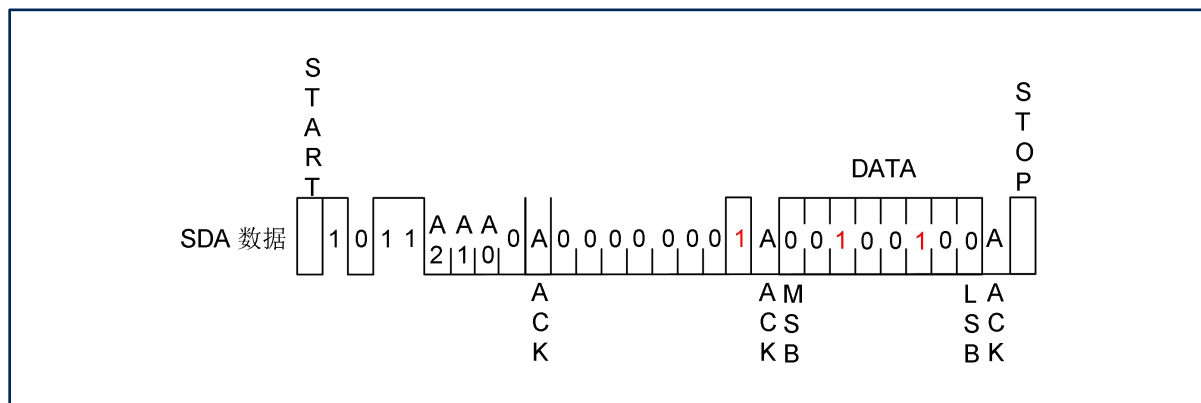 START
STOP
DATA
SDA 数据 1 0 1 1 A2 A1 A0 0 A 0 0 0 0 0 0 0 1 A 0 0 1 0 0 1 0 0 A
ACK ACK MSB LSB ACK